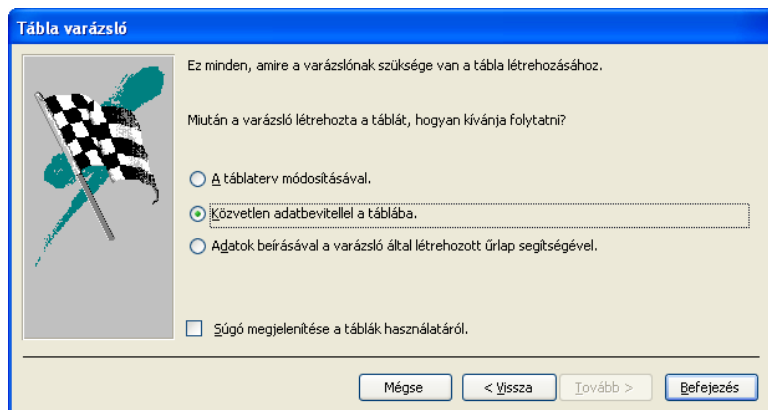 Tábla varázsló
Ez minden, amire a varázslónak szüksége van a tábla létrehozásához.
Miután a varázsló létrehozta a táblát, hogyan kívánja folytatni?
A táblaterv módosításával.
Közvetlen adatbevitellel a táblába.
Adatok beírásával a varázsló által létrehozott űrlap segítségével.
Súgó megjelenítése a táblák használatáról.
Mégse < Vissza Tovább > Befejezés